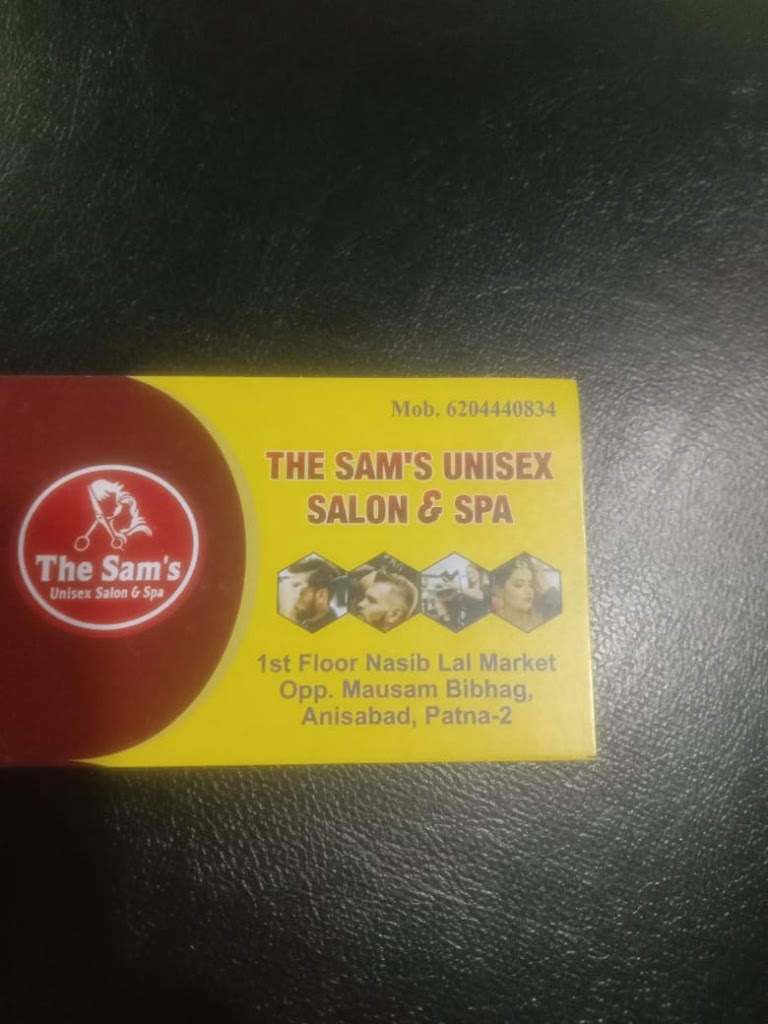 Mob. 6204440834
THE SAM'S UNISEX
SALON & SPA
The Sam's
Unisex Salon & Spa
1st Floor Nasib Lal Market
Opp. Mausam Bibhag,
Anisabad, Patna-2